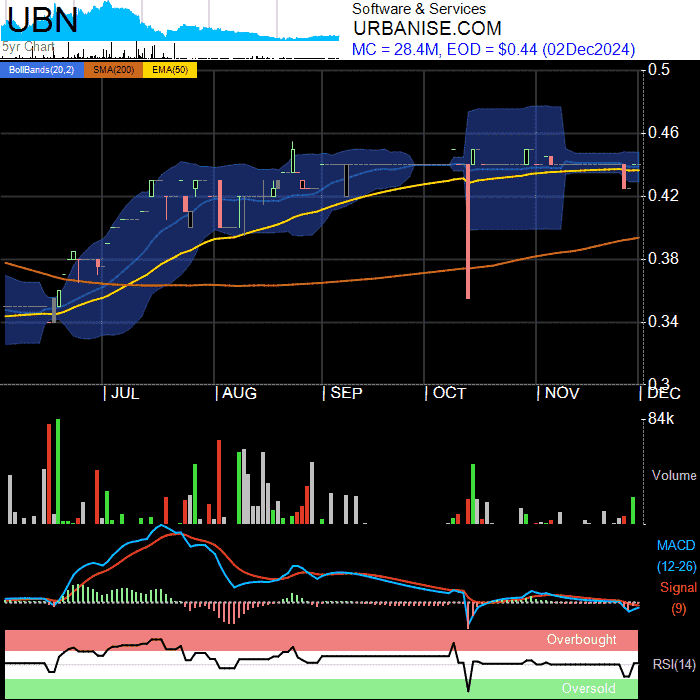 UBN
5yr Chart
Software & Services
URBANISE.COM
MC = 28.4M, EOD = $0.44 (02Dec2024)
BollBands(20,2) SMA(200) EMA(50)
0.5
0.46
0.42
0.38
0.34
0.3
JUL AUG SEP OCT NOV DEC
84k
Volume
MACD
(12-26)
Signal
(9)
Overbought
RSI(14)
Oversold